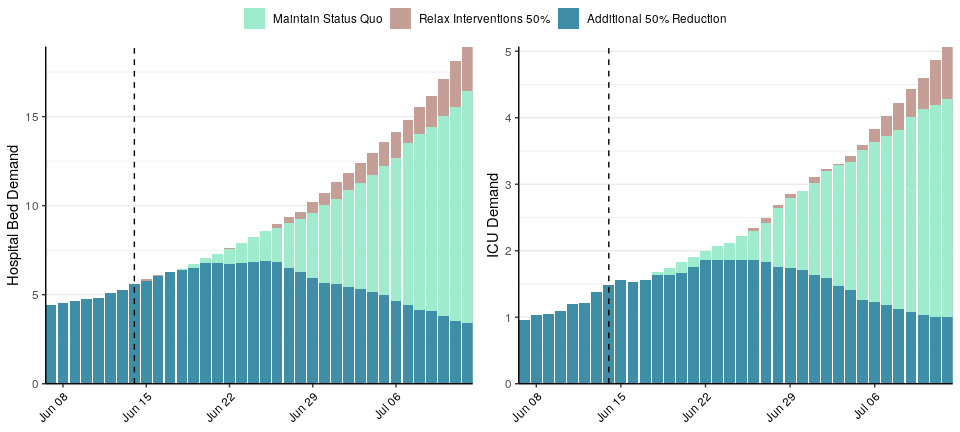 Maintain Status Quo Relax Interventions 50% Additional 50% Reduction
Hospital Bed Demand
15
10
5
0
Jun 08 Jun 15 Jun 22 Jun 29 Jul 06
ICU Demand
5
4
3
2
1
0
Jun 08 Jun 15 Jun 22 Jun 29 Jul 06